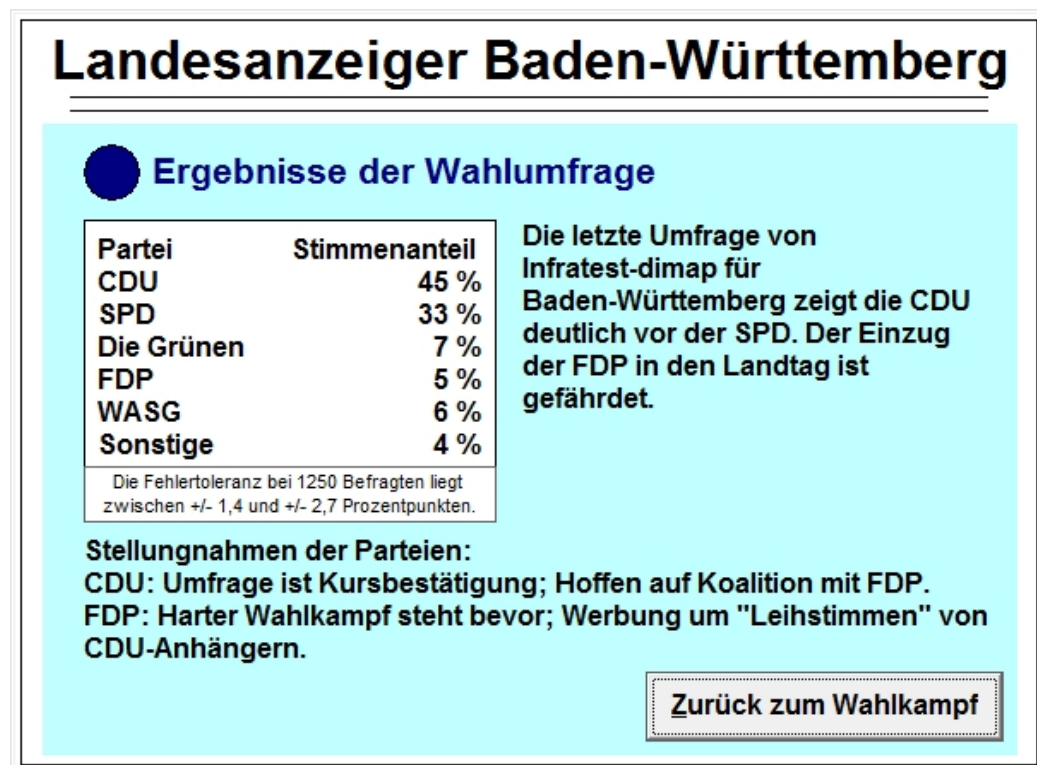 Landesanzeiger Baden-Württemberg
Ergebnisse der Wahlumfrage
Partei Stimmenanteil
CDU 45 %
SPD 33 %
Die Grünen 7 %
FDP 5 %
WASG 6 %
Sonstige 4 %
Die Fehlertoleranz bei 1250 Befragten liegt
zwischen +/- 1,4 und +/- 2,7 Prozentpunkten.
Die letzte Umfrage von
Infratest-dimap für
Baden-Württemberg zeigt die CDU
deutlich vor der SPD. Der Einzug
der FDP in den Landtag ist
gefährdet.
Stellungnahmen der Parteien:
CDU: Umfrage ist Kursbestätigung; Hoffen auf Koalition mit FDP.
FDP: Harter Wahlkampf steht bevor; Werbung um "Leihstimmen" von
CDU-Anhängern.
Zurück zum Wahlkampf